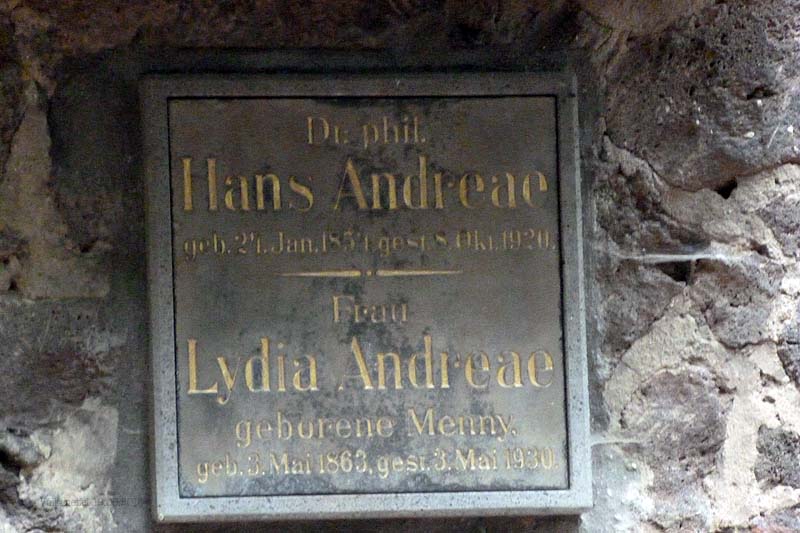 Dr. phil.
Hans Andreae
geb. 27. Jan. 1854, gest. 8. Okt. 1920.
Frau
Lydia Andreae
geborene Menny,
geb. 3. Mai 1863, gest. 3. Mai 1930.